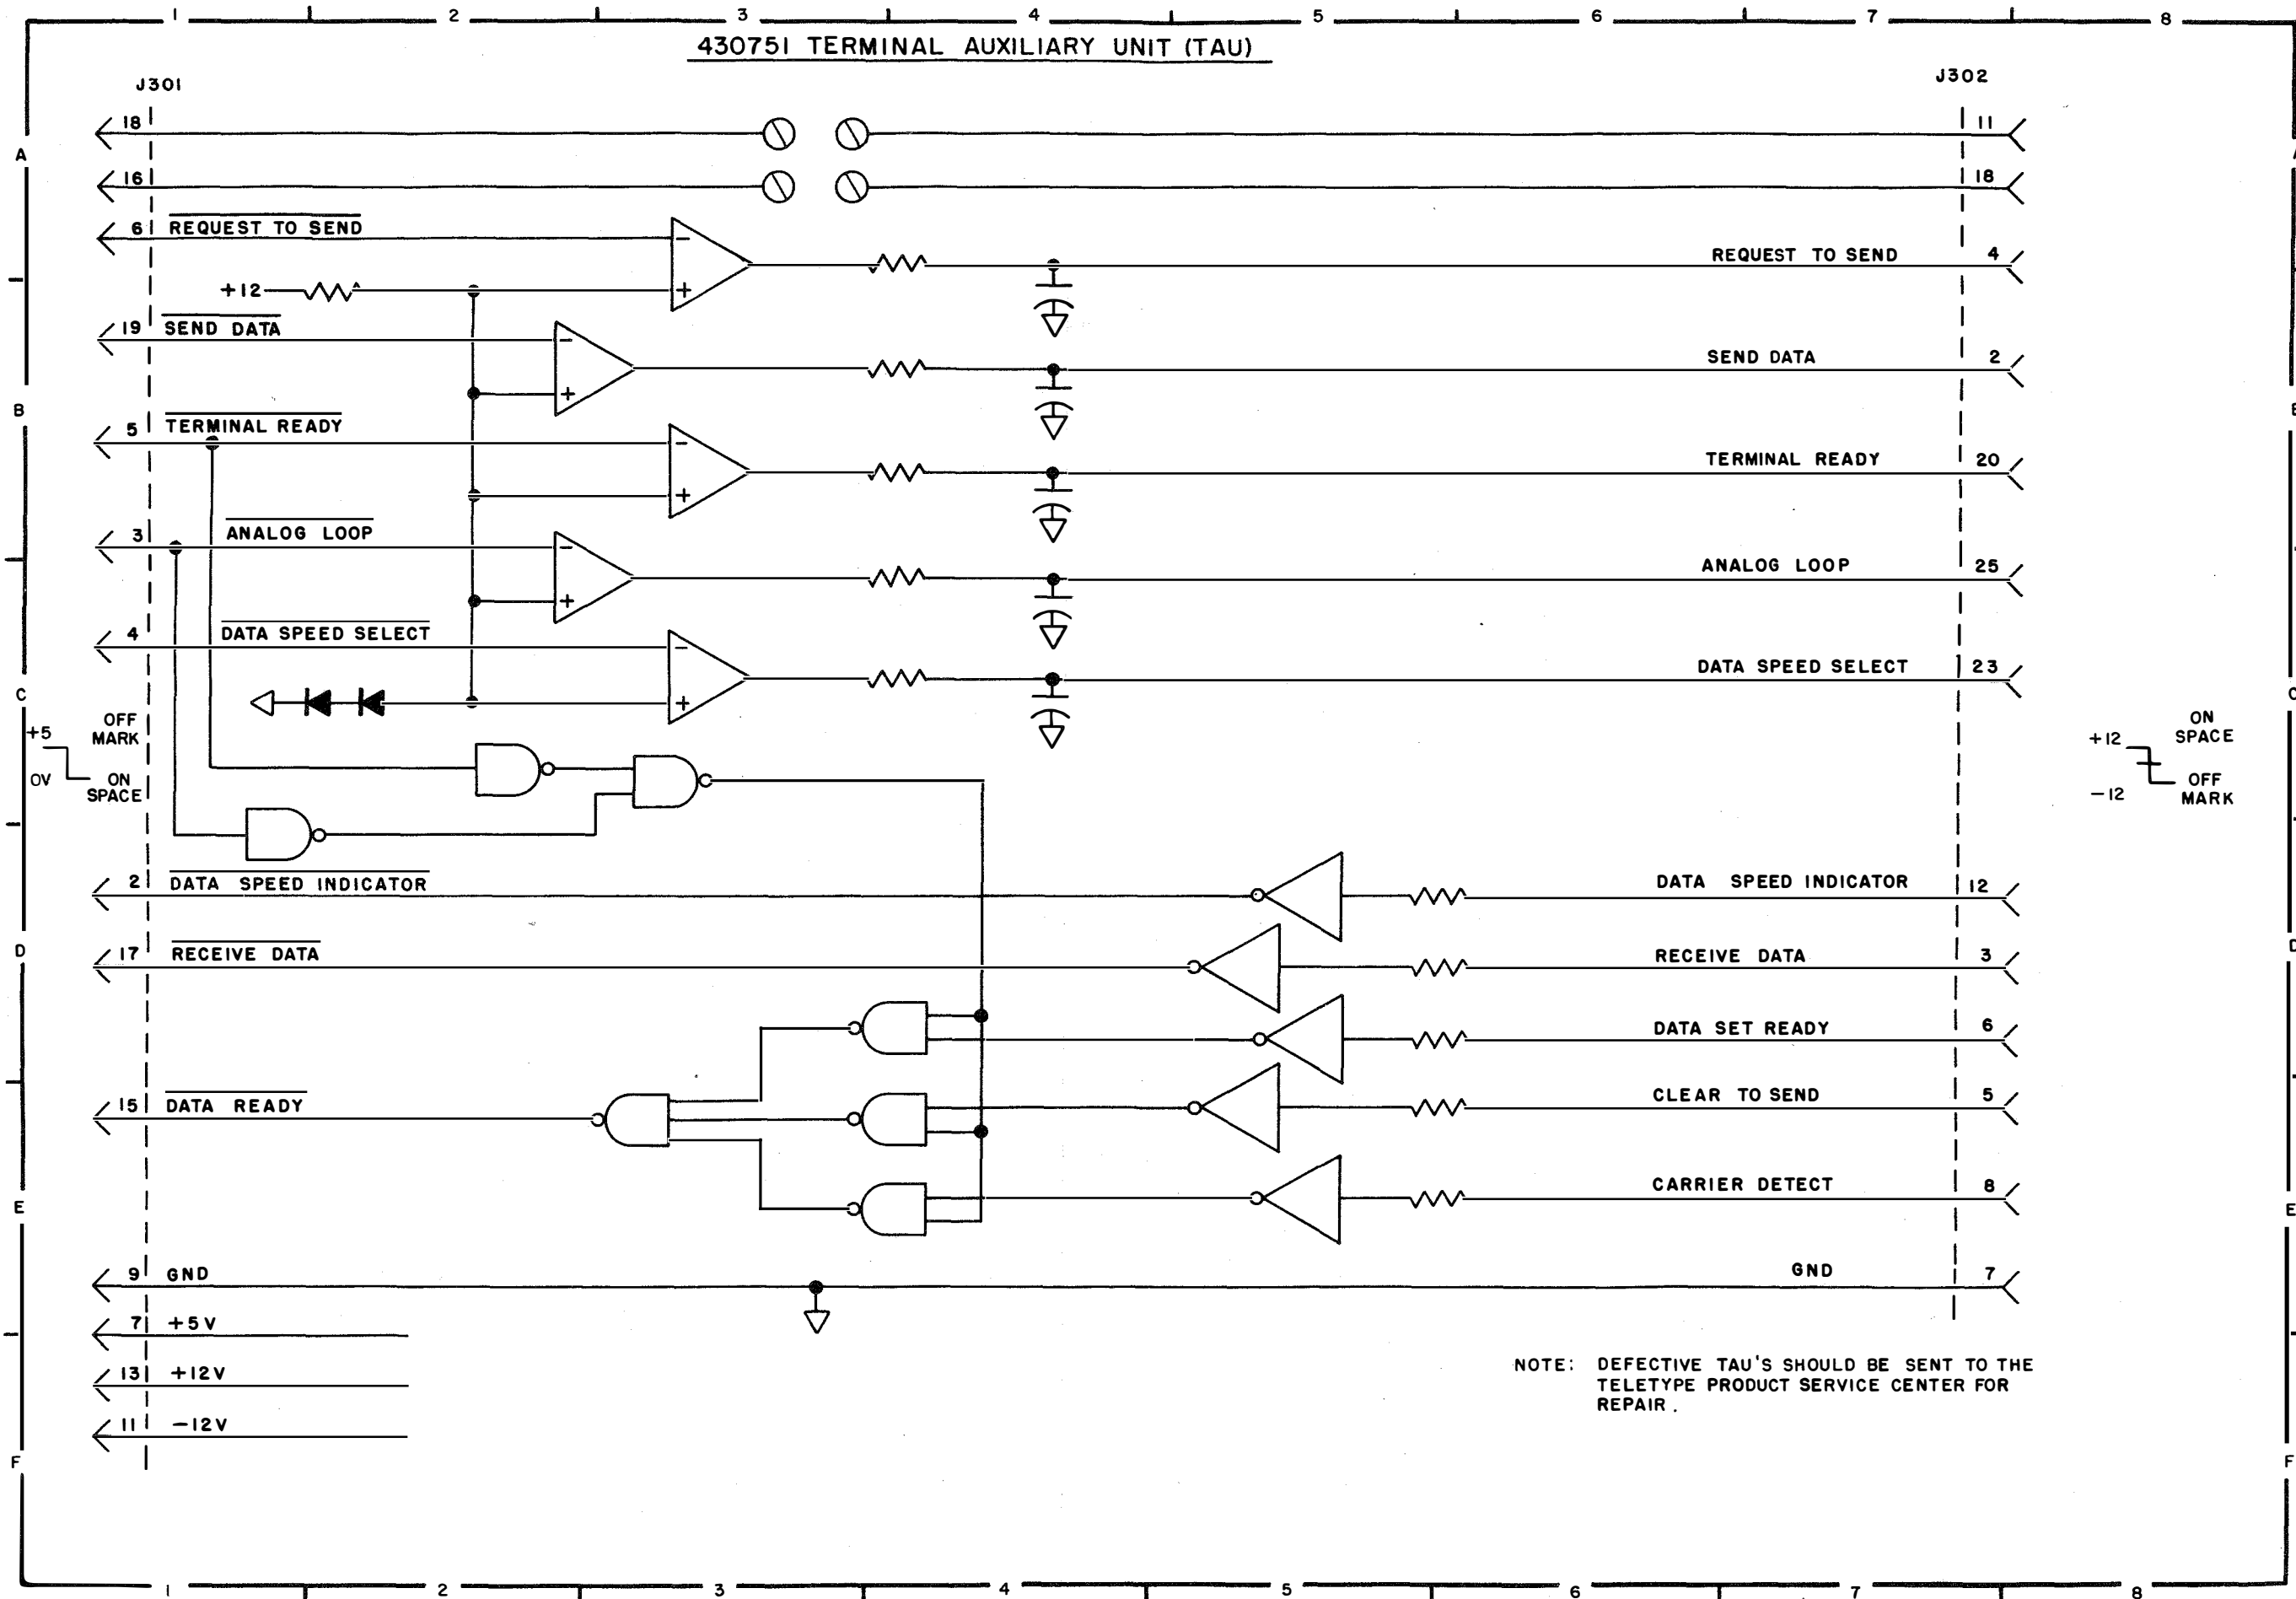 1 2 3 4 5 6 7 8
430751 TERMINAL AUXILIARY UNIT (TAU)
J301 J302
18 11
A
16 18
6 REQUEST TO SEND
REQUEST TO SEND 4
+12
19 SEND DATA
SEND DATA 2
B
5 TERMINAL READY
TERMINAL READY 20
3 ANALOG LOOP
ANALOG LOOP 25
4 DATA SPEED SELECT
DATA SPEED SELECT 23
C
+5 OFF
MARK
0V ON
SPACE
ON
SPACE
+12
OFF
MARK
-12
2 DATA SPEED INDICATOR
DATA SPEED INDICATOR 12
D D
17 RECEIVE DATA
RECEIVE DATA 3
DATA SET READY 6
15 DATA READY
CLEAR TO SEND 5
CARRIER DETECT 8
E E
9 GND
GND 7
7 +5V
13 +12V
11 -12V
NOTE: DEFECTIVE TAU'S SHOULD BE SENT TO THE
TELETYPE PRODUCT SERVICE CENTER FOR
REPAIR.
F F
1 2 3 4 5 6 7 8